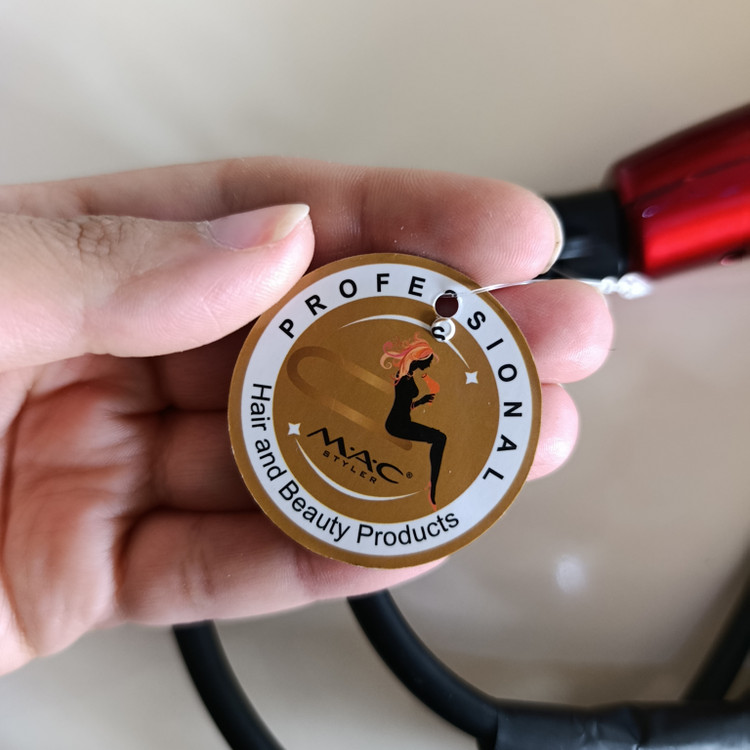 PROFESSIONAL
M·A·C®
STYLER
Hair and Beauty Products